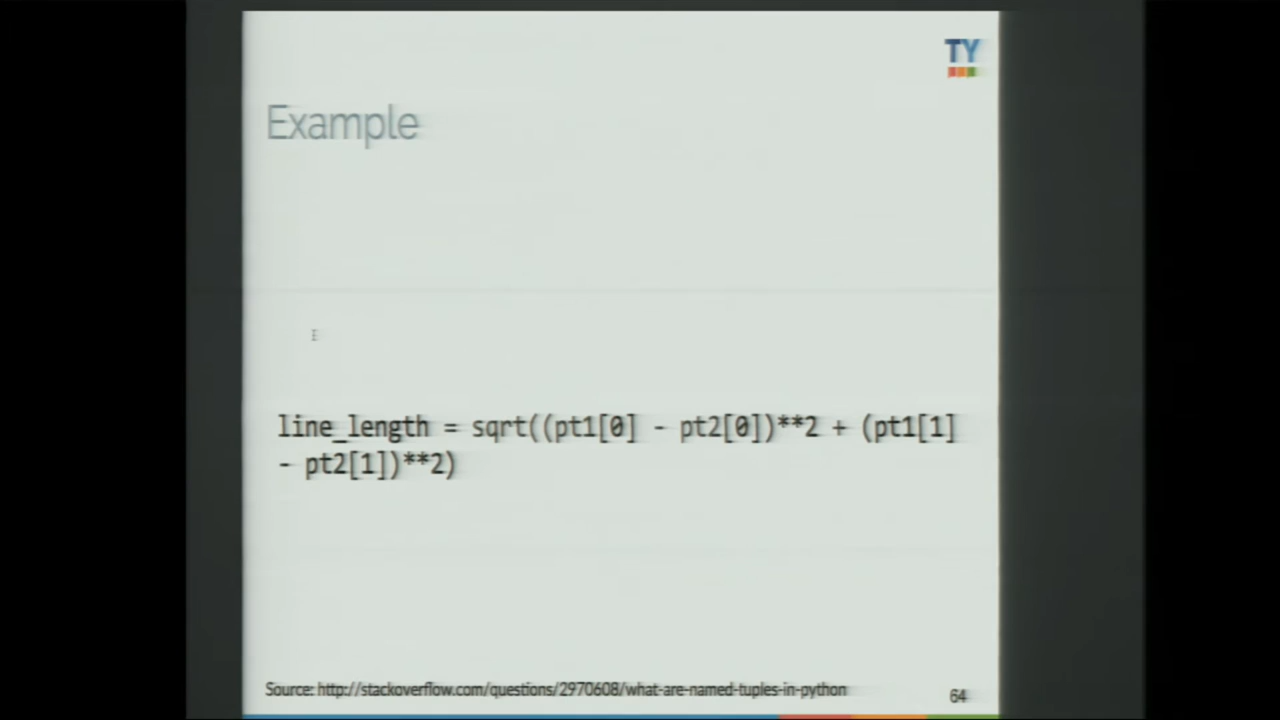 TY
Example
line_length = sqrt((pt1[0] - pt2[0])**2 + (pt1[1]
- pt2[1])**2)
Source: http://stackoverflow.com/questions/2970608/what-are-named-tuples-in-python
64